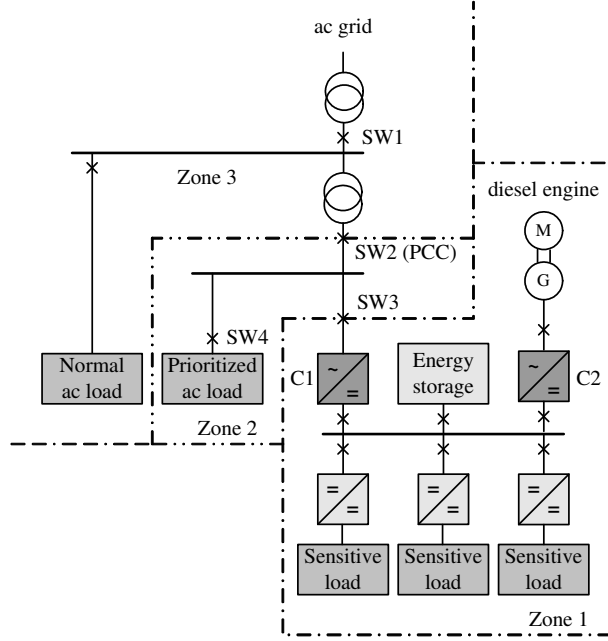 ac grid
SW1
Zone 3
diesel engine
M
SW2 (PCC)
G
SW3
SW4
Normal
ac load
Prioritized
ac load
C1
~
=
Energy
storage
~
=
C2
Zone 2
=
=
=
=
=
=
Sensitive
load
Sensitive
load
Sensitive
load
Zone 1